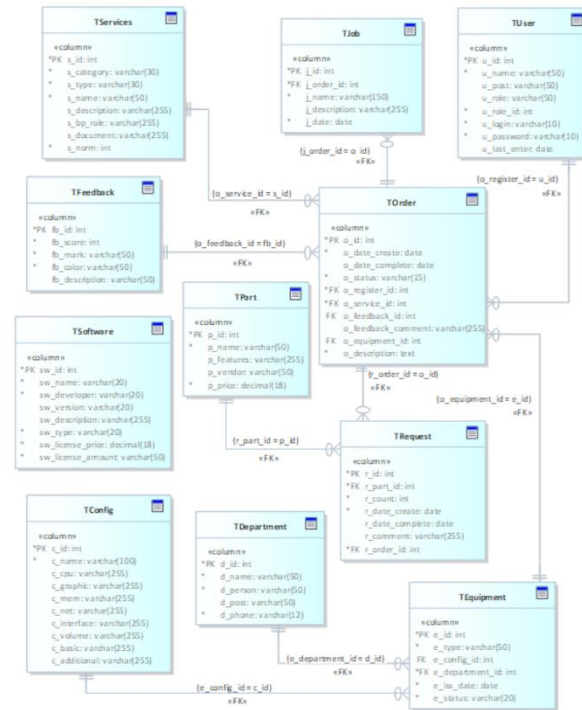 TServices
«column»
*PK s_id: int
* s_category: varchar(30)
* s_type: varchar(30)
* s_name: varchar(50)
s_description: varchar(255)
s_bp_role: varchar(255)
s_document: varchar(255)
* s_norm: int
TJob
«column»
*PK j_id: int
*FK j_order_id: int
* j_name: varchar(150)
j_description: varchar(255)
* j_date: date
TUser
«column»
*PK u_id: int
* u_name: varchar(50)
* u_post: varchar(50)
u_role: varchar(50)
* u_role_id: int
* u_login: varchar(10)
* u_password: varchar(10)
u_last_enter: date
(j_order_id = o_id)
«FK»
(o_service_id = s_id)
«FK»
(o_register_id = u_id)
«FK»
TFeedback
«column»
*PK fb_id: int
* fb_score: int
* fb_mark: varchar(50)
* fb_color: varchar(50)
fb_description: varchar(50)
(o_feedback_id = fb_id)
«FK»
TOrder
«column»
*PK o_id: int
* o_date_create: date
o_date_complete: date
* o_status: varchar(15)
*FK o_register_id: int
*FK o_service_id: int
FK o_feedback_id: int
o_feedback_comment: varchar(255)
FK o_equipment_id: int
* o_description: text
TPart
«column»
*PK p_id: int
* p_name: varchar(50)
* p_features: varchar(255)
p_vendor: varchar(50)
* p_price: decimal(18)
TSoftware
«column»
*PK sw_id: int
* sw_name: varchar(20)
* sw_developer: varchar(20)
sw_version: varchar(20)
sw_description: varchar(255)
* sw_type: varchar(20)
sw_license_price: decimal(18)
sw_license_amount: varchar(50)
(r_order_id = o_id)
«FK»
(o_equipment_id = e_id)
«FK»
(r_part_id = p_id)
«FK»
TRequest
«column»
*PK r_id: int
*FK r_part_id: int
* r_count: int
* r_date_create: date
r_date_complete: date
r_comment: varchar(255)
*FK r_order_id: int
TConfig
«column»
*PK c_id: int
* c_name: varchar(100)
c_cpu: varchar(255)
c_graphic: varchar(255)
c_mem: varchar(255)
c_net: varchar(255)
c_interface: varchar(255)
c_volume: varchar(255)
c_basic: varchar(255)
c_additional: varchar(255)
TDepartment
«column»
*PK d_id: int
* d_name: varchar(50)
* d_person: varchar(50)
d_post: varchar(50)
* d_phone: varchar(12)
TEquipment
«column»
*PK e_id: int
* e_type: varchar(50)
FK e_config_id: int
*FK e_department_id: int
* e_iss_date: date
* e_status: varchar(20)
(e_department_id = d_id)
«FK»
(e_config_id = c_id)
«FK»